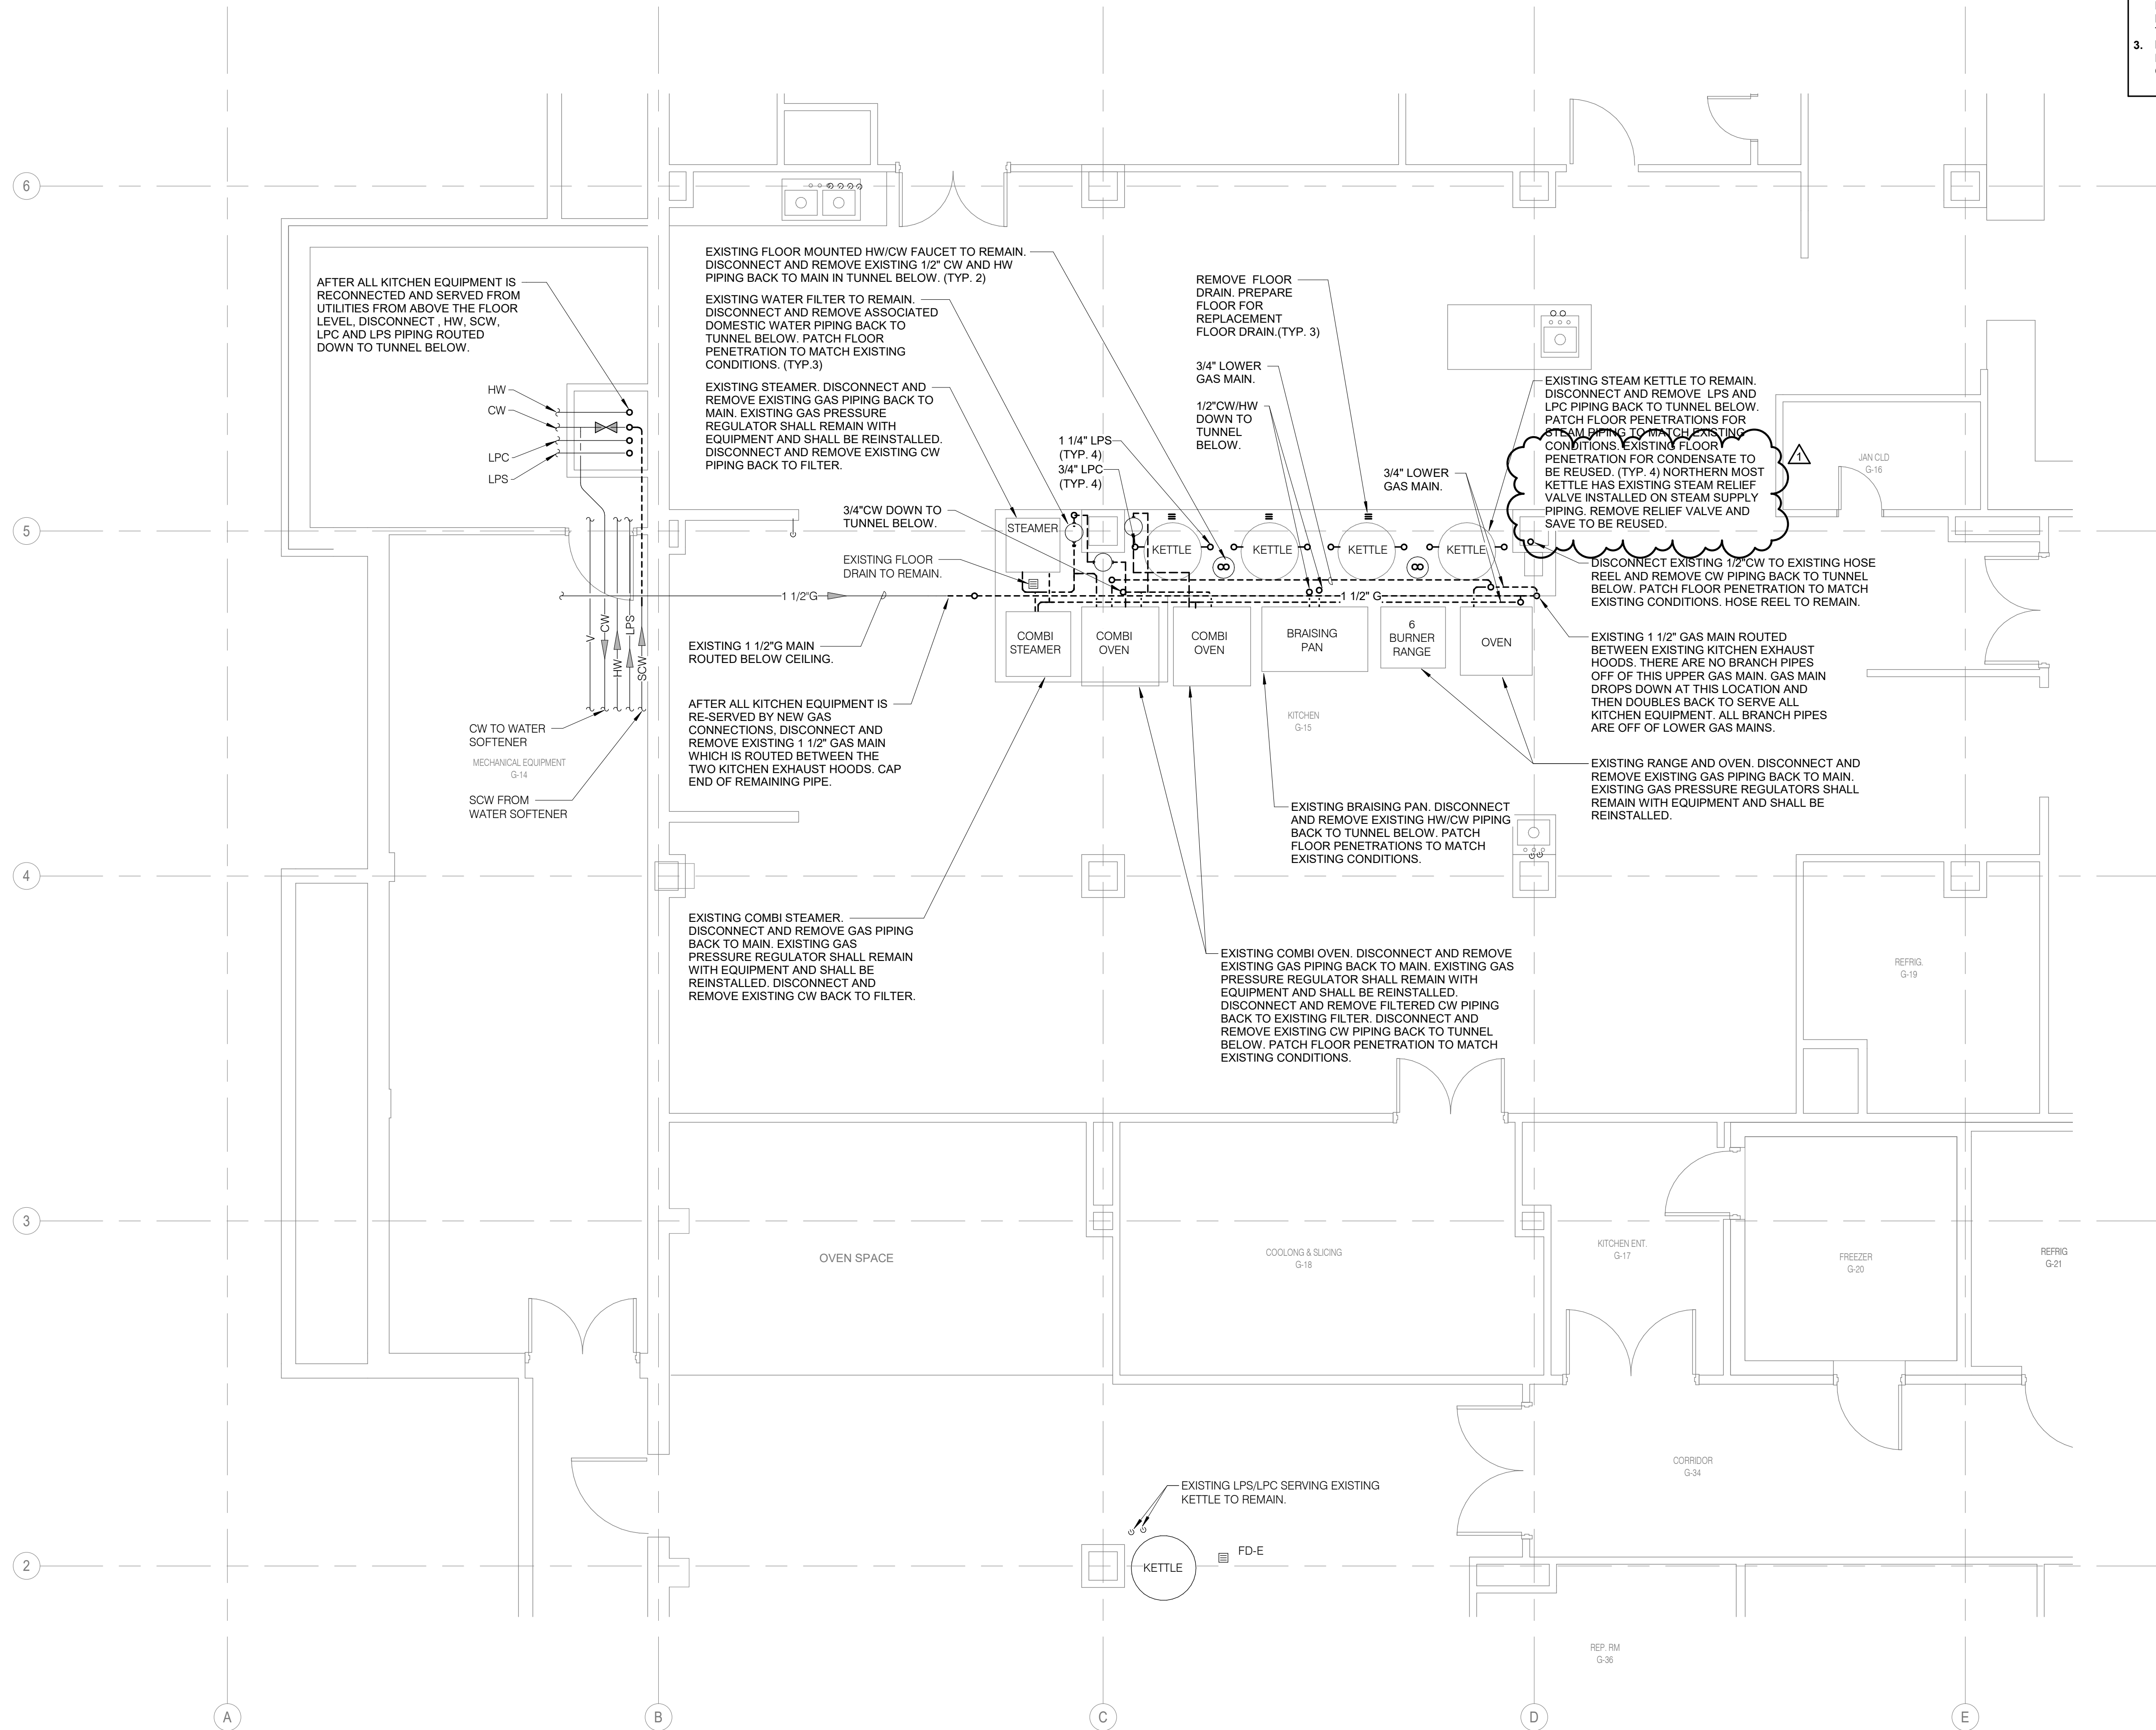 3.
6
EXISTING FLOOR MOUNTED HW/CW FAUCET TO REMAIN.
DISCONNECT AND REMOVE EXISTING 1/2" CW AND HW
PIPING BACK TO MAIN IN TUNNEL BELOW. (TYP. 2)
AFTER ALL KITCHEN EQUIPMENT IS
RECONNECTED AND SERVED FROM
UTILITIES FROM ABOVE THE FLOOR
LEVEL, DISCONNECT , HW, SCW,
LPC AND LPS PIPING ROUTED
DOWN TO TUNNEL BELOW.
EXISTING WATER FILTER TO REMAIN.
DISCONNECT AND REMOVE ASSOCIATED
DOMESTIC WATER PIPING BACK TO
TUNNEL BELOW. PATCH FLOOR
PENETRATION TO MATCH EXISTING
CONDITIONS. (TYP.3)
REMOVE FLOOR
DRAIN. PREPARE
FLOOR FOR
REPLACEMENT
FLOOR DRAIN.(TYP. 3)
3/4" LOWER
GAS MAIN.
1/2"CW/HW
DOWN TO
TUNNEL
BELOW.
EXISTING STEAMER. DISCONNECT AND
REMOVE EXISTING GAS PIPING BACK TO
MAIN. EXISTING GAS PRESSURE
REGULATOR SHALL REMAIN WITH
EQUIPMENT AND SHALL BE REINSTALLED.
DISCONNECT AND REMOVE EXISTING CW
PIPING BACK TO FILTER.
HW
CW
LPC
LPS
1 1/4" LPS
(TYP. 4)
3/4" LPC
(TYP. 4)
3/4" LOWER
GAS MAIN.
EXISTING STEAM KETTLE TO REMAIN.
DISCONNECT AND REMOVE LPS AND
LPC PIPING BACK TO TUNNEL BELOW.
PATCH FLOOR PENETRATIONS FOR
STEAM PIPING TO MATCH EXISTING
CONDITIONS. EXISTING FLOOR
PENETRATION FOR CONDENSATE TO
BE REUSED. (TYP. 4) NORTHERN MOST
KETTLE HAS EXISTING STEAM RELIEF
VALVE INSTALLED ON STEAM SUPPLY
PIPING. REMOVE RELIEF VALVE AND
SAVE TO BE REUSED.
1
JAN CLD
G-16
3/4"CW DOWN TO
TUNNEL BELOW.
5
STEAMER
KETTLE
KETTLE
KETTLE
KETTLE
EXISTING FLOOR
DRAIN TO REMAIN.
DISCONNECT EXISTING 1/2"CW TO EXISTING HOSE
REEL AND REMOVE CW PIPING BACK TO TUNNEL
BELOW. PATCH FLOOR PENETRATION TO MATCH
EXISTING CONDITIONS. HOSE REEL TO REMAIN.
1 1/2"G
1 1/2" G
V
CW
HW
LPS
SCW
EXISTING 1 1/2"G MAIN
ROUTED BELOW CEILING.
COMBI
STEAMER
COMBI
OVEN
COMBI
OVEN
BRAISING
PAN
6
BURNER
RANGE
OVEN
EXISTING 1 1/2" GAS MAIN ROUTED
BETWEEN EXISTING KITCHEN EXHAUST
HOODS. THERE ARE NO BRANCH PIPES
OFF OF THIS UPPER GAS MAIN. GAS MAIN
DROPS DOWN AT THIS LOCATION AND
THEN DOUBLES BACK TO SERVE ALL
KITCHEN EQUIPMENT. ALL BRANCH PIPES
ARE OFF OF LOWER GAS MAINS.
AFTER ALL KITCHEN EQUIPMENT IS
RE-SERVED BY NEW GAS
CONNECTIONS, DISCONNECT AND
REMOVE EXISTING 1 1/2" GAS MAIN
WHICH IS ROUTED BETWEEN THE
TWO KITCHEN EXHAUST HOODS. CAP
END OF REMAINING PIPE.
KITCHEN
G-15
CW TO WATER
SOFTENER
MECHANICAL EQUIPMENT
G-14
SCW FROM
WATER SOFTENER
EXISTING RANGE AND OVEN. DISCONNECT AND
REMOVE EXISTING GAS PIPING BACK TO MAIN.
EXISTING GAS PRESSURE REGULATORS SHALL
REMAIN WITH EQUIPMENT AND SHALL BE
REINSTALLED.
EXISTING BRAISING PAN. DISCONNECT
AND REMOVE EXISTING HW/CW PIPING
BACK TO TUNNEL BELOW. PATCH
FLOOR PENETRATIONS TO MATCH
EXISTING CONDITIONS.
4
EXISTING COMBI STEAMER.
DISCONNECT AND REMOVE GAS PIPING
BACK TO MAIN. EXISTING GAS
PRESSURE REGULATOR SHALL REMAIN
WITH EQUIPMENT AND SHALL BE
REINSTALLED. DISCONNECT AND
REMOVE EXISTING CW BACK TO FILTER.
EXISTING COMBI OVEN. DISCONNECT AND REMOVE
EXISTING GAS PIPING BACK TO MAIN. EXISTING GAS
PRESSURE REGULATOR SHALL REMAIN WITH
EQUIPMENT AND SHALL BE REINSTALLED.
DISCONNECT AND REMOVE FILTERED CW PIPING
BACK TO EXISTING FILTER. DISCONNECT AND
REMOVE EXISTING CW PIPING BACK TO TUNNEL
BELOW. PATCH FLOOR PENETRATION TO MATCH
EXISTING CONDITIONS.
REFRIG.
G-19
3
OVEN SPACE
COOLONG & SLICING
G-18
KITCHEN ENT.
G-17
FREEZER
G-20
REFRIG
G-21
CORRIDOR
G-34
EXISTING LPS/LPC SERVING EXISTING
KETTLE TO REMAIN.
2
KETTLE
FD-E
REP. RM
G-36
A
B
C
D
E